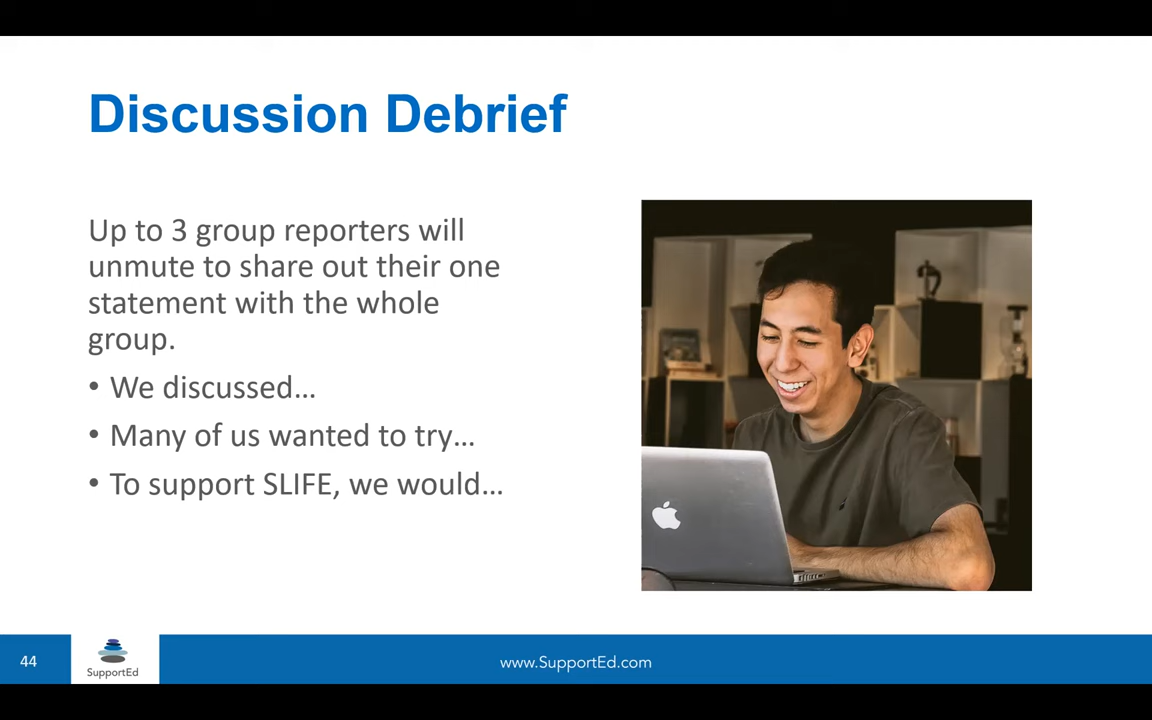 Discussion Debrief
Up to 3 group reporters will
unmute to share out their one
statement with the whole
group.
• We discussed…
• Many of us wanted to try…
• To support SLIFE, we would…
44
SupportEd
www.SupportEd.com